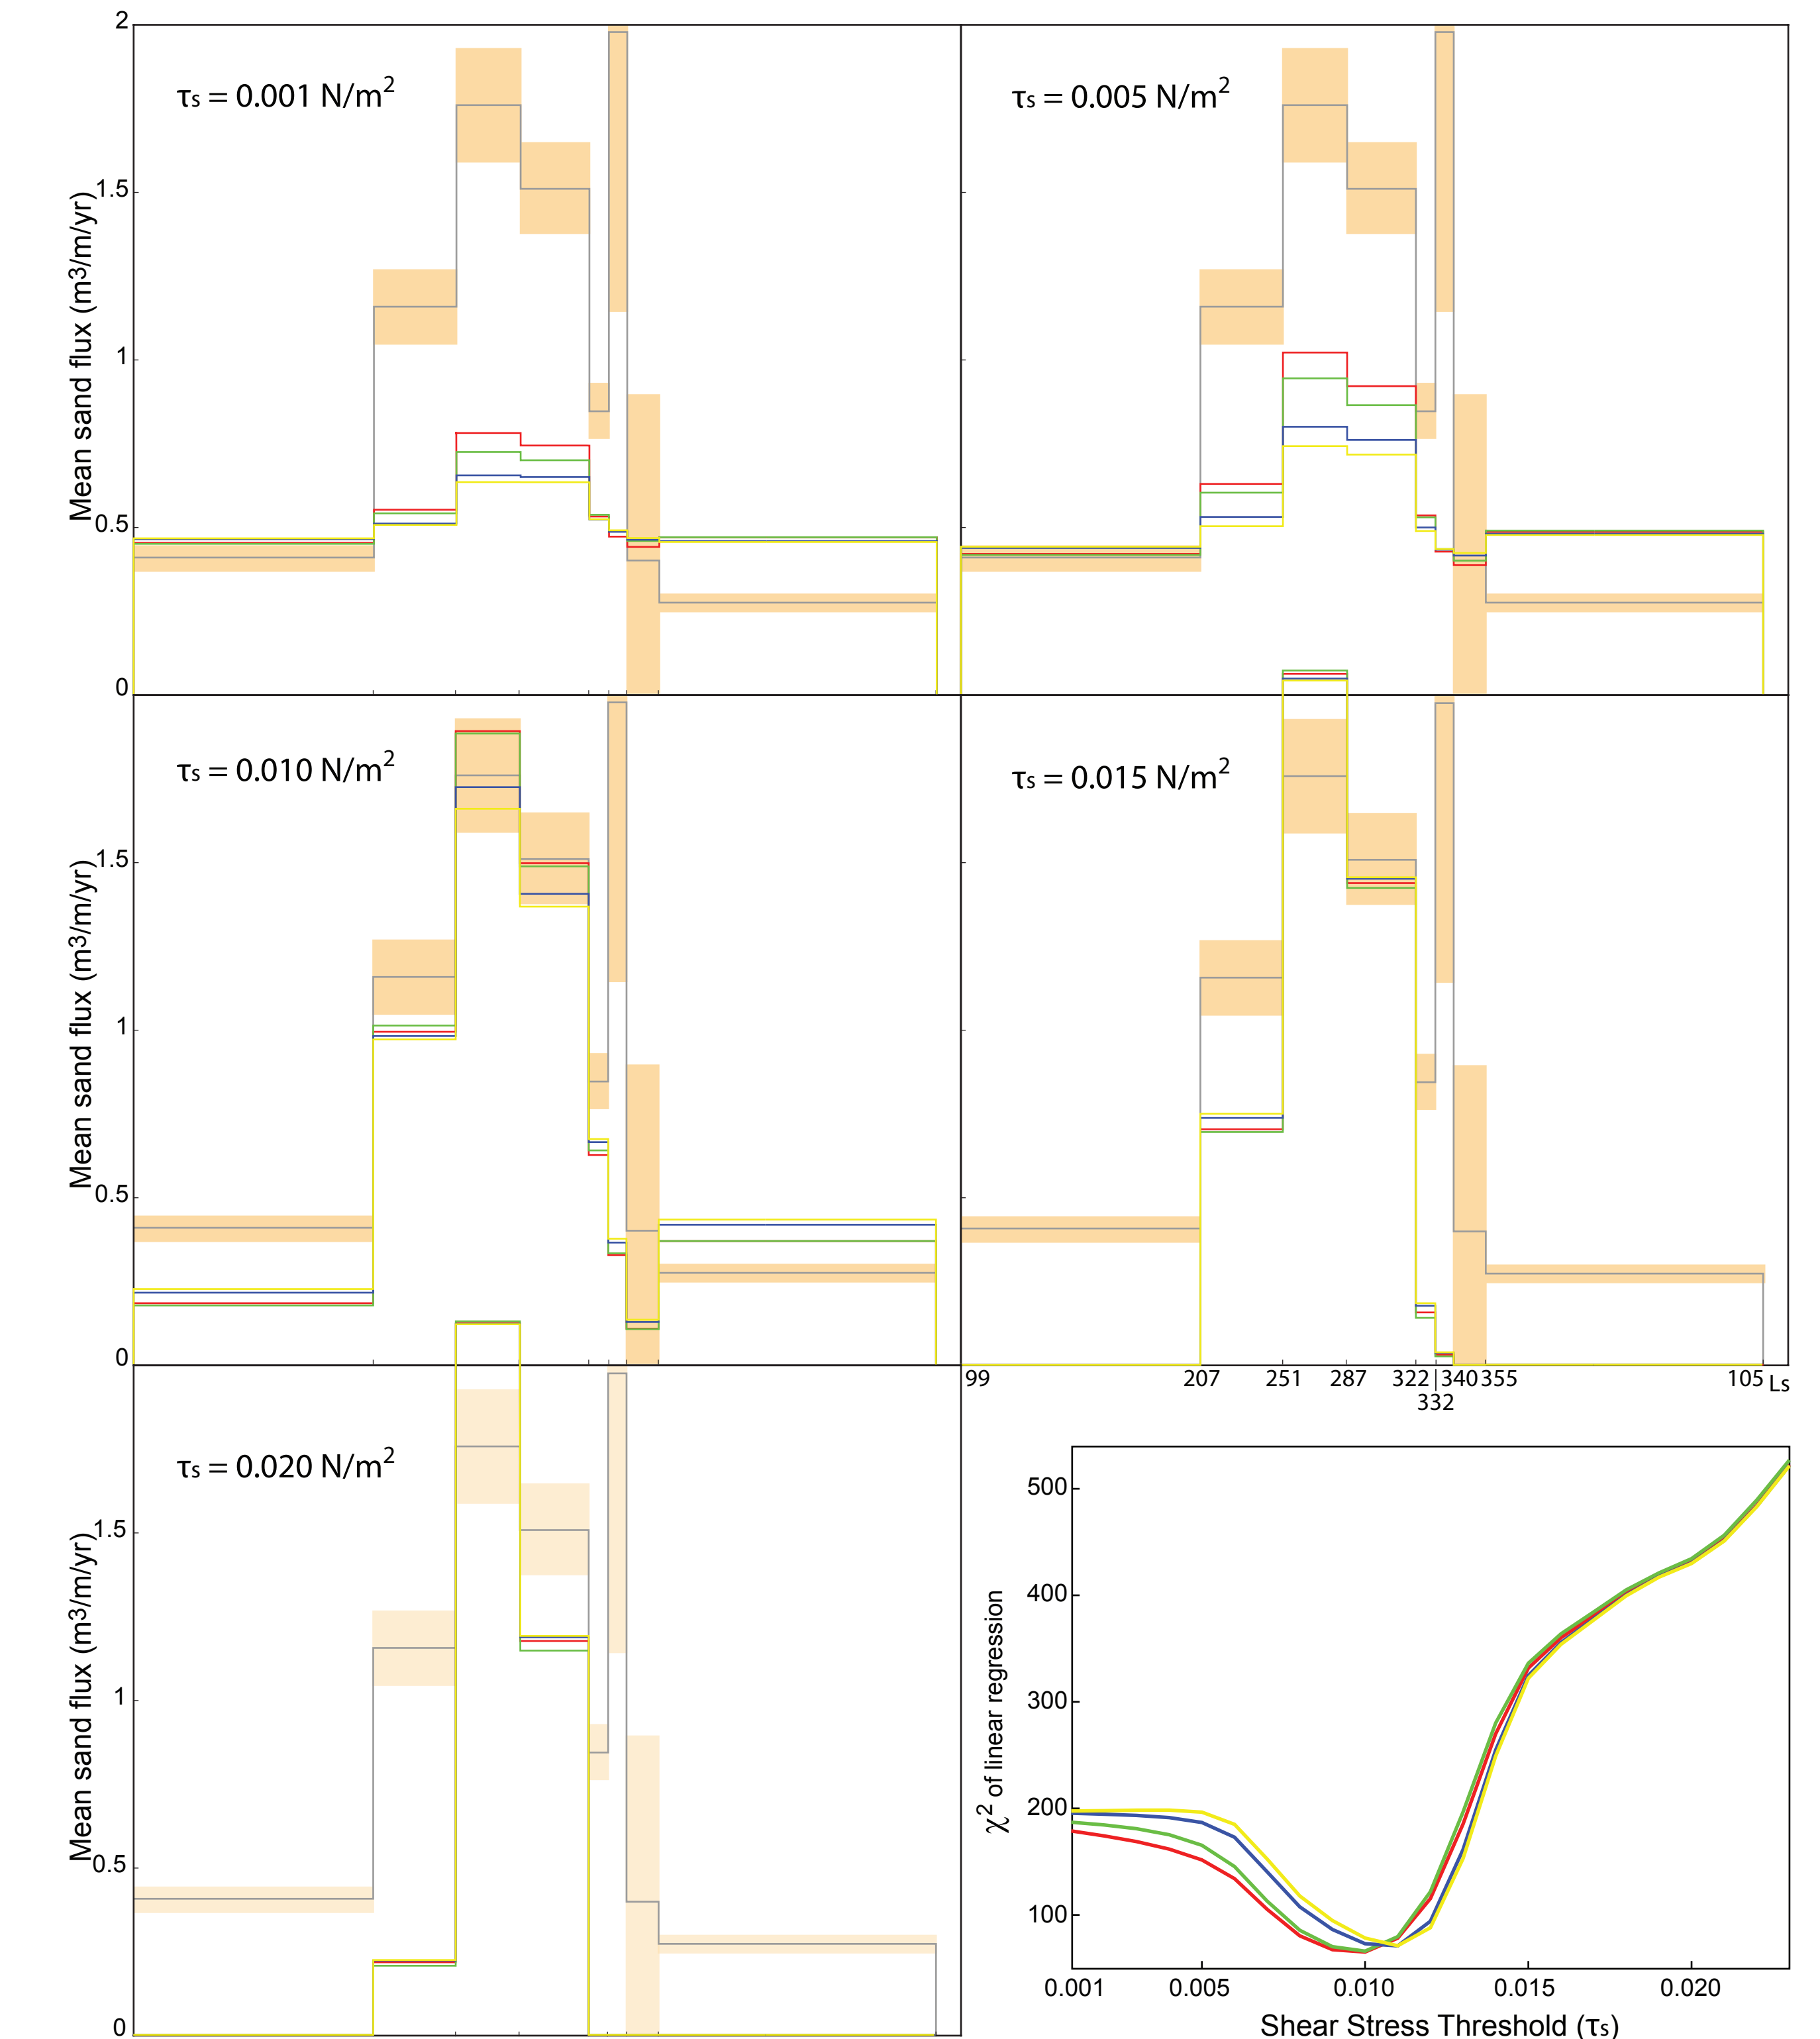 2
1.5
1
0.5
0
Mean sand flux (m3/m/yr)
τs = 0.001 N/m2
τs = 0.005 N/m2
1.5
1
0.5
0
Mean sand flux (m3/m/yr)
τs = 0.010 N/m2
τs = 0.015 N/m2
99 207 251 287 322 | 340 355 105 Ls
332
1.5
1
0.5
0
Mean sand flux (m3/m/yr)
τs = 0.020 N/m2
500
400
300
200
100
χ2 of linear regression
0.001 0.005 0.010 0.015 0.020
Shear Stress Threshold (τs)